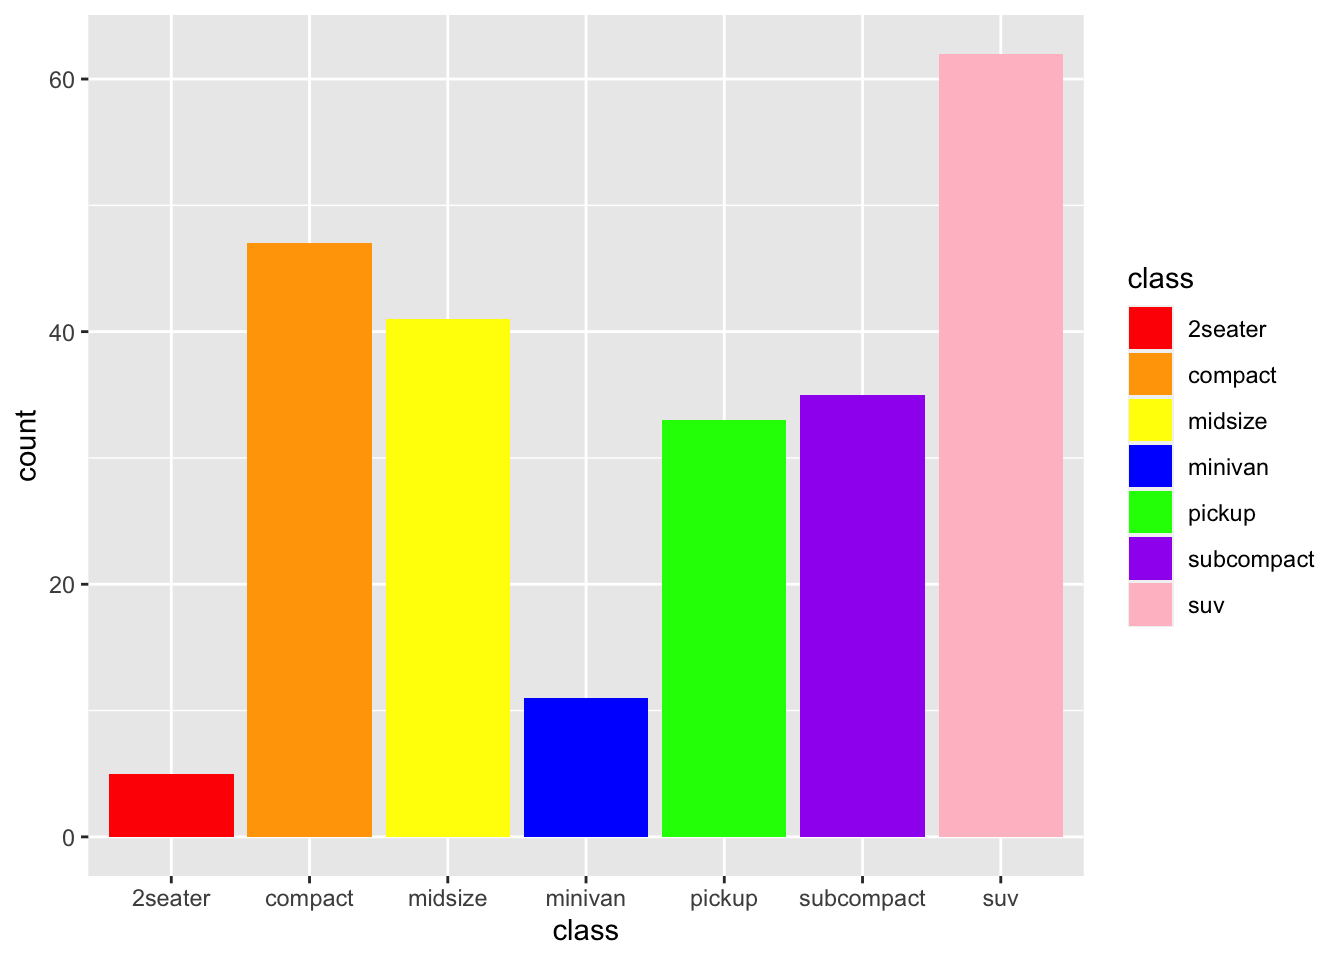 60
40
20
0
count
2seater compact midsize minivan pickup subcompact suv
class
class
2seater
compact
midsize
minivan
pickup
subcompact
suv